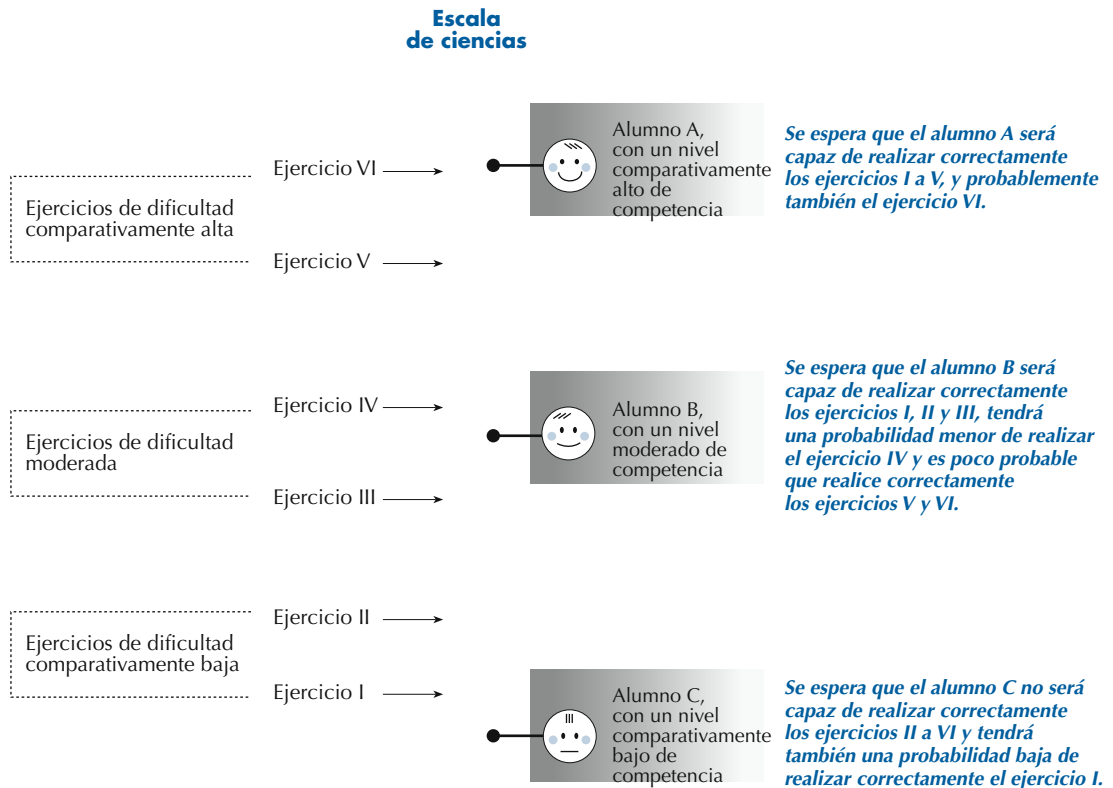 Escala
de ciencias
Ejercicios de dificultad
comparativamente alta
Ejercicio VI
Ejercicio V
Alumno A,
con un nivel
comparativamente
alto de
competencia
Se espera que el alumno A será
capaz de realizar correctamente
los ejercicios I a V, y probablemente
también el ejercicio VI.
Ejercicios de dificultad
moderada
Ejercicio IV
Ejercicio III
Alumno B,
con un nivel
moderado de
competencia
Se espera que el alumno B será
capaz de realizar correctamente
los ejercicios I, II y III, tendrá
una probabilidad menor de realizar
el ejercicio IV y es poco probable
que realice correctamente
los ejercicios V y VI.
Ejercicios de dificultad
comparativamente baja
Ejercicio II
Ejercicio I
Alumno C,
con un nivel
comparativamente
bajo de
competencia
Se espera que el alumno C no será
capaz de realizar correctamente
los ejercicios II a VI y tendrá
también una probabilidad baja de
realizar correctamente el ejercicio I.